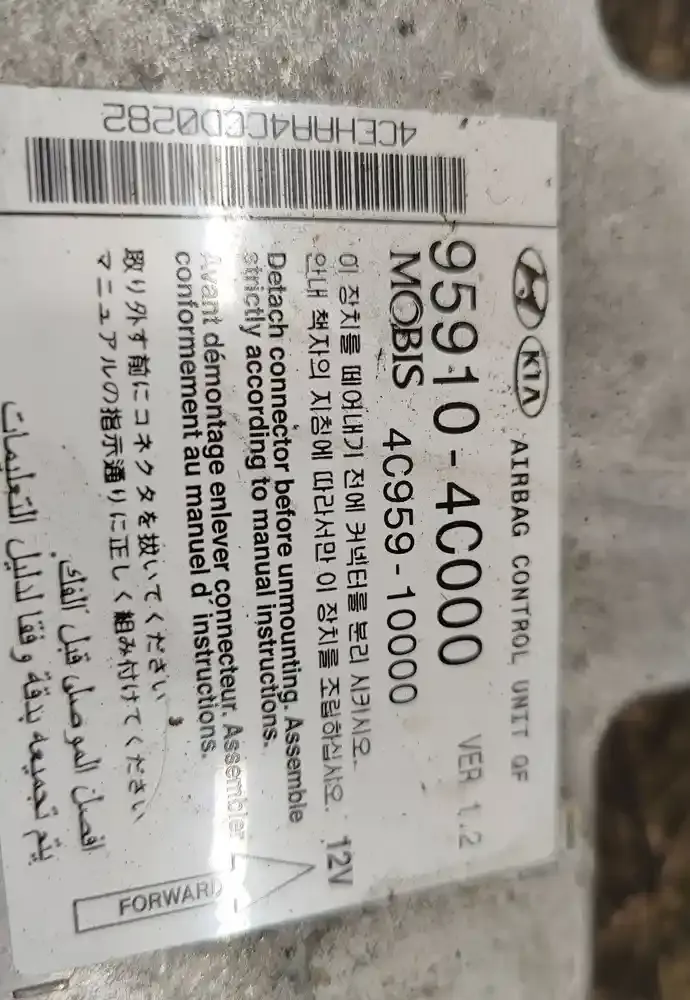 KIA AIRBAG CONTROL UNIT QF
95910-4C000 VER 1.2
MOBIS 4C959-10000
이 장치를 떼어내기 전에 커넥터를 분리 시키시오.
안내 책자의 지침에 따라서만 이 장치를 조립하십시오. 12V
Detach connector before unmounting. Assemble
strictly according to manual instructions.
Avant démontage enlever connecteur. Assembler
conformement au manuel d' instructions.
取り外す前にコネクタを抜いてください
マニュアルの指示通りに正しく組み付けてください
افصل الموصلى قبل الفك
يتم تجميعه بدقة وفقا لدليل التعليمات
FORWARD
4CEHAA4CCD0282